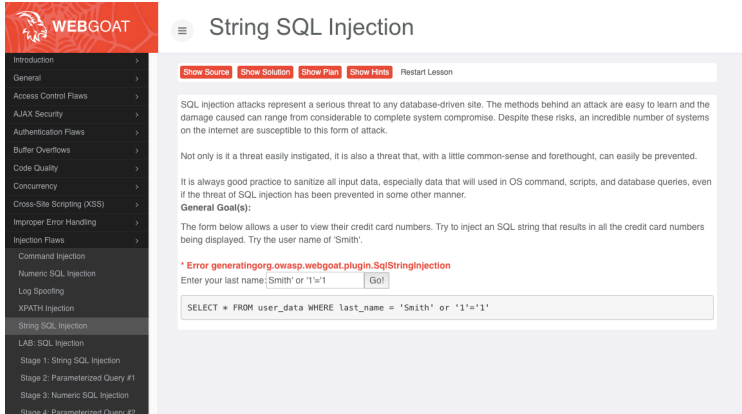 WEBGOAT
≡ String SQL Injection
Introduction >
General >
Access Control Flaws >
AJAX Security >
Authentication Flaws >
Buffer Overflows >
Code Quality >
Concurrency >
Cross-Site Scripting (XSS) >
Improper Error Handling >
Injection Flaws >
Command Injection
Numeric SQL Injection
Log Spoofing
XPATH Injection
String SQL Injection
LAB: SQL Injection
Stage 1: String SQL Injection
Stage 2: Parameterized Query #1
Stage 3: Numeric SQL Injection
Stage 4: Parameterized Query #2
Show Source Show Solution Show Plan Show Hints Restart Lesson
SQL injection attacks represent a serious threat to any database-driven site. The methods behind an attack are easy to learn and the
damage caused can range from considerable to complete system compromise. Despite these risks, an incredible number of systems
on the internet are susceptible to this form of attack.
Not only is it a threat easily instigated, it is also a threat that, with a little common-sense and forethought, can easily be prevented.
It is always good practice to sanitize all input data, especially data that will used in OS command, scripts, and database queries, even
if the threat of SQL injection has been prevented in some other manner.
General Goal(s):
The form below allows a user to view their credit card numbers. Try to inject an SQL string that results in all the credit card numbers
being displayed. Try the user name of 'Smith'.
* Error generatingorg.owasp.webgoat.plugin.SqlStringInjection
Enter your last name: Smith' or '1'='1 Go!
SELECT * FROM user_data WHERE last_name = 'Smith' or '1'='1'